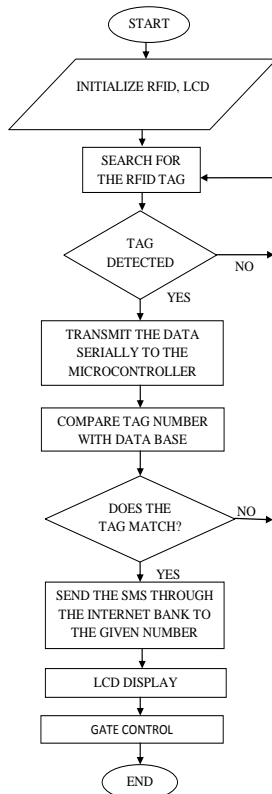 START
INITIALIZE RFID, LCD
SEARCH FOR
THE RFID TAG
TAG
DETECTED
NO
YES
TRANSMIT THE DATA
SERIALLY TO THE
MICROCONTROLLER
COMPARE TAG NUMBER
WITH DATA BASE
DOES THE
TAG MATCH?
NO
YES
SEND THE SMS THROUGH
THE INTERNET BANK TO
THE GIVEN NUMBER
LCD DISPLAY
GATE CONTROL
END